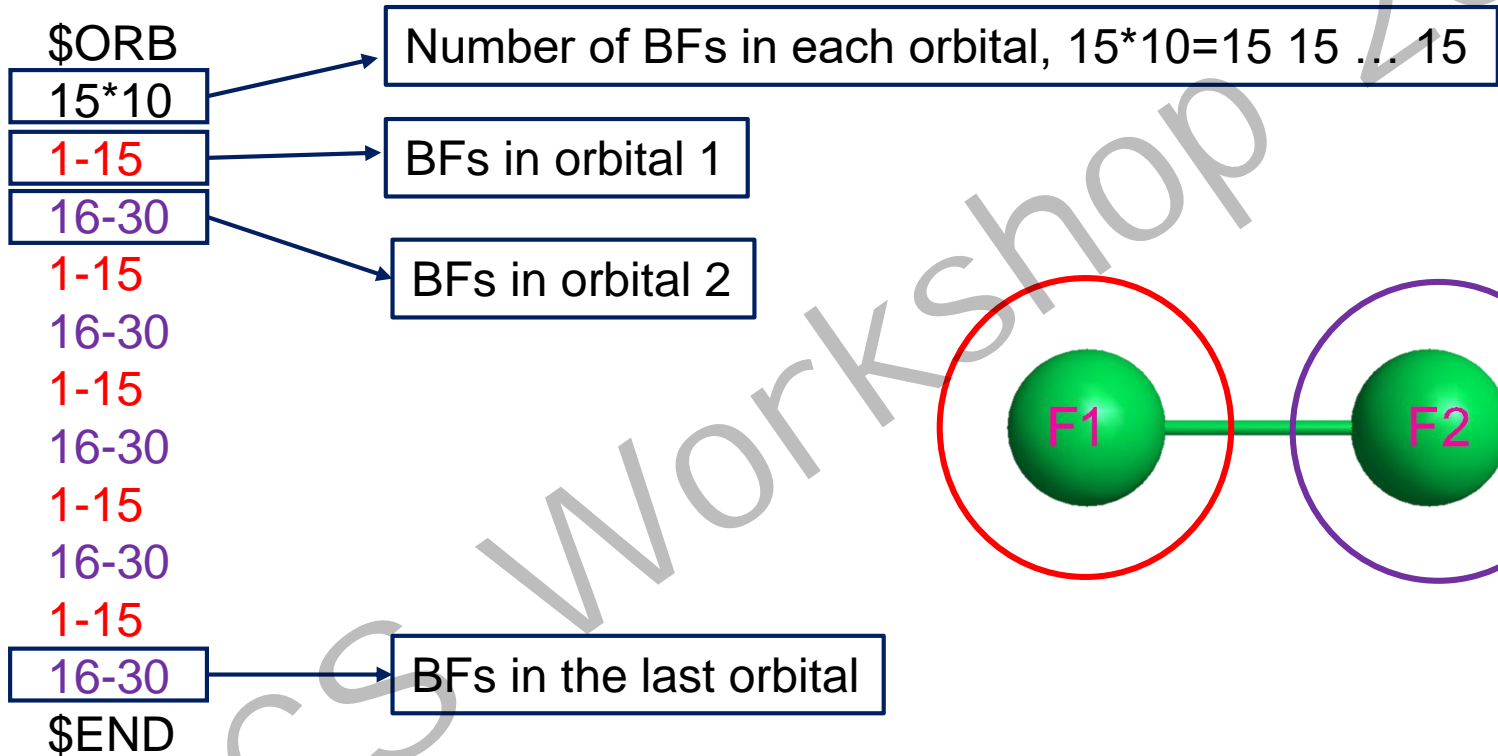 $ORB
15*10
1-15
16-30
1-15
16-30
1-15
16-30
1-15
16-30
1-15
16-30
$END
Number of BFs in each orbital, 15*10=15 15 ... 15
BFs in orbital 1
BFs in orbital 2
BFs in the last orbital
F1
F2
CS Workshop